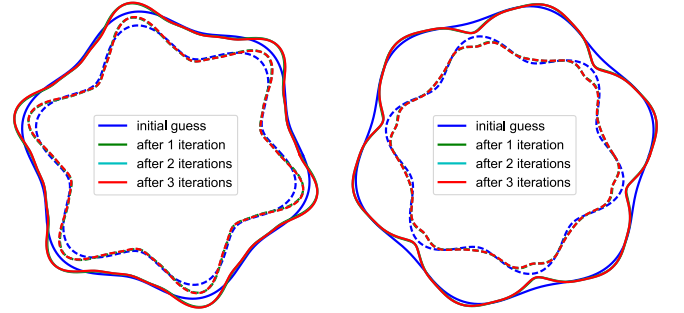 initial guess
after 1 iteration
after 2 iterations
after 3 iterations
initial guess
after 1 iteration
after 2 iterations
after 3 iterations